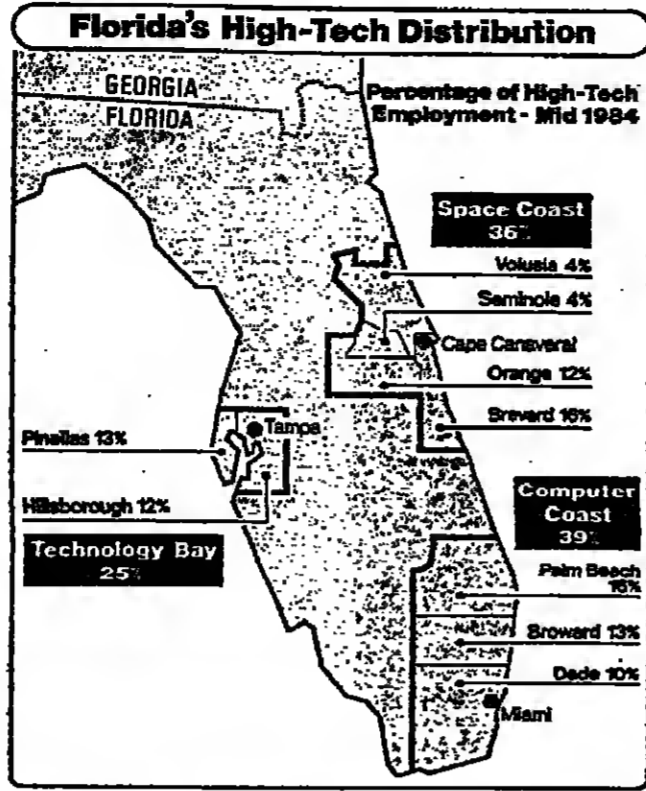 Florida's High-Tech Distribution
GEORGIA
FLORIDA
Percentage of High-Tech
Employment - Mid 1984
Space Coast
36%
Volusia 4%
Seminole 4%
Cape Canaveral
Orange 12%
Brevard 16%
Tampa
Pinellas 13%
Hillsborough 12%
Technology Bay
25%
Computer
Coast
39%
Palm Beach
16%
Broward 13%
Dade 10%
Miami